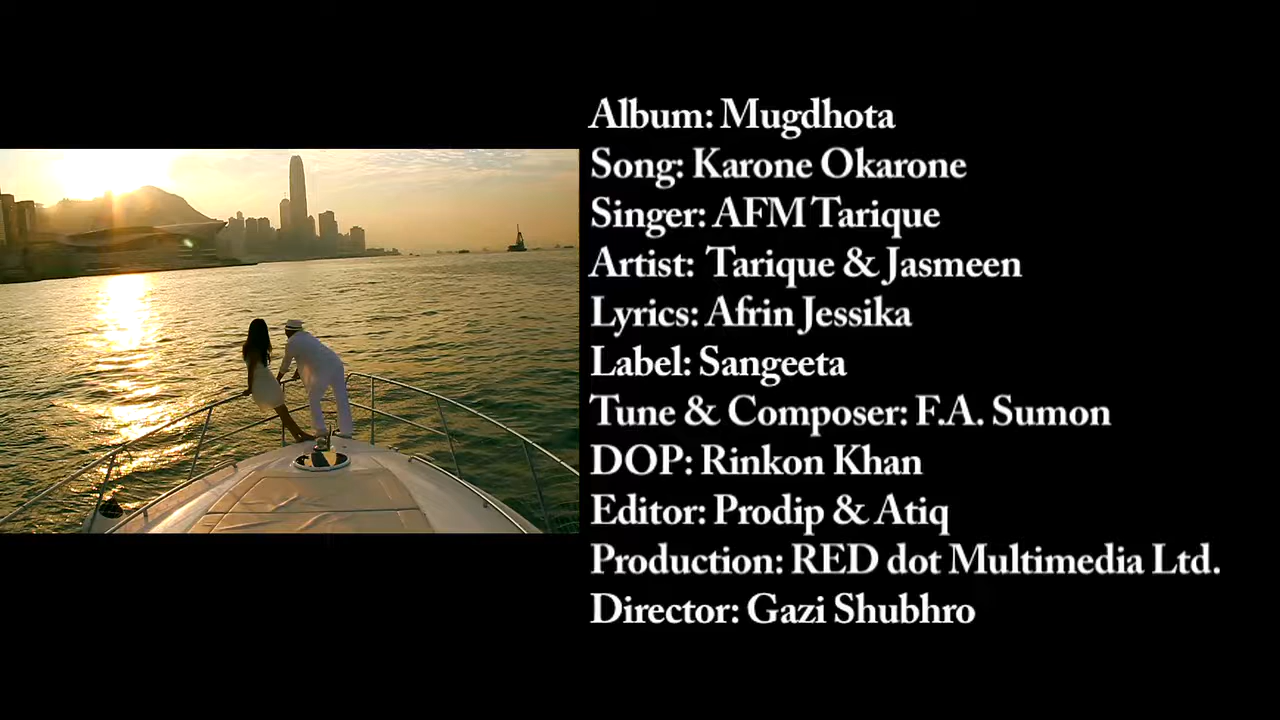 Album: Mugdhota
Song: Karone Okarone
Singer: AFM Tarique
Artist: Tarique & Jasmeen
Lyrics: Afrin Jessika
Label: Sangeeta
Tune & Composer: F.A. Sumon
DOP: Rinkon Khan
Editor: Prodip & Atiq
Production: RED dot Multimedia Ltd.
Director: Gazi Shubhro